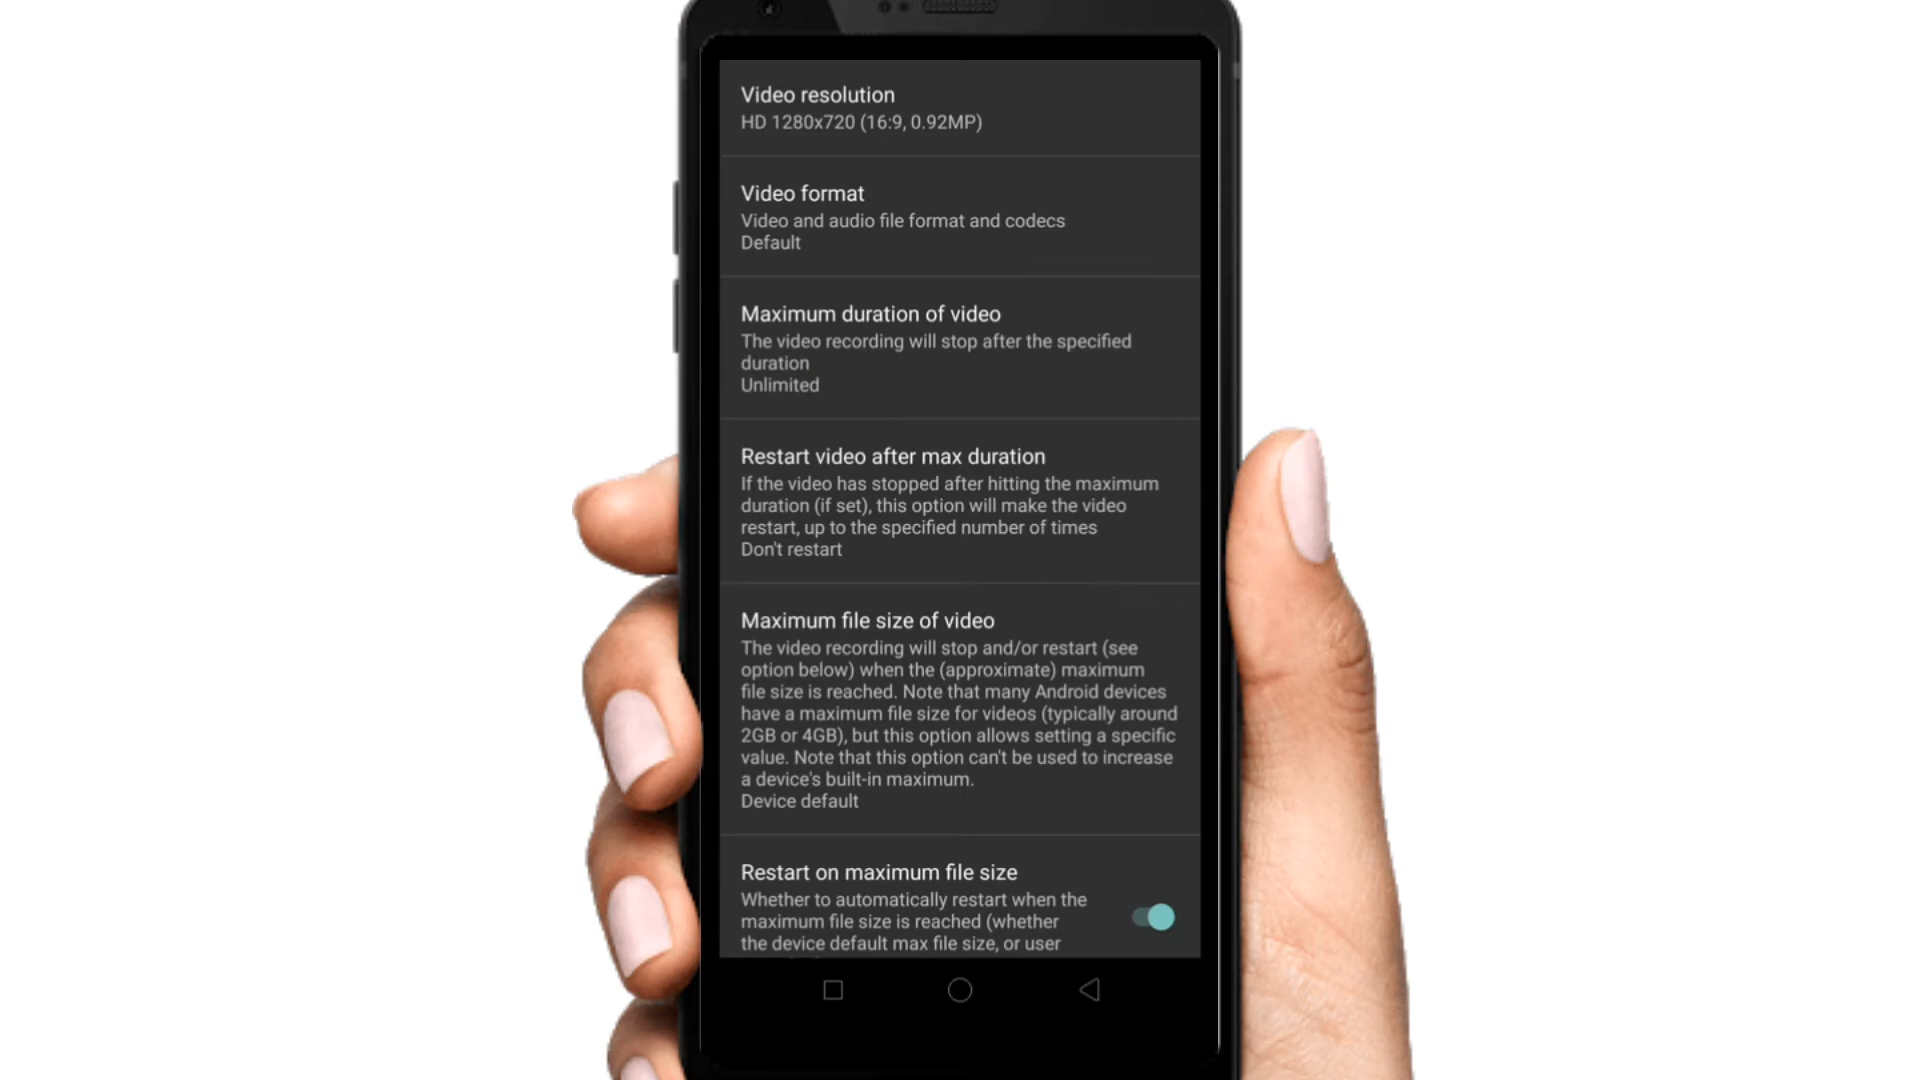 Video resolution
HD 1280x720 (16:9, 0.92MP)
Video format
Video and audio file format and codecs
Default
Maximum duration of video
The video recording will stop after the specified
duration
Unlimited
Restart video after max duration
If the video has stopped after hitting the maximum
duration (if set), this option will make the video
restart, up to the specified number of times
Don't restart
Maximum file size of video
The video recording will stop and/or restart (see
option below) when the (approximate) maximum
file size is reached. Note that many Android devices
have a maximum file size for videos (typically around
2GB or 4GB), but this option allows setting a specific
value. Note that this option can't be used to increase
a device's built-in maximum.
Device default
Restart on maximum file size
Whether to automatically restart when the
maximum file size is reached (whether
the device default max file size, or user